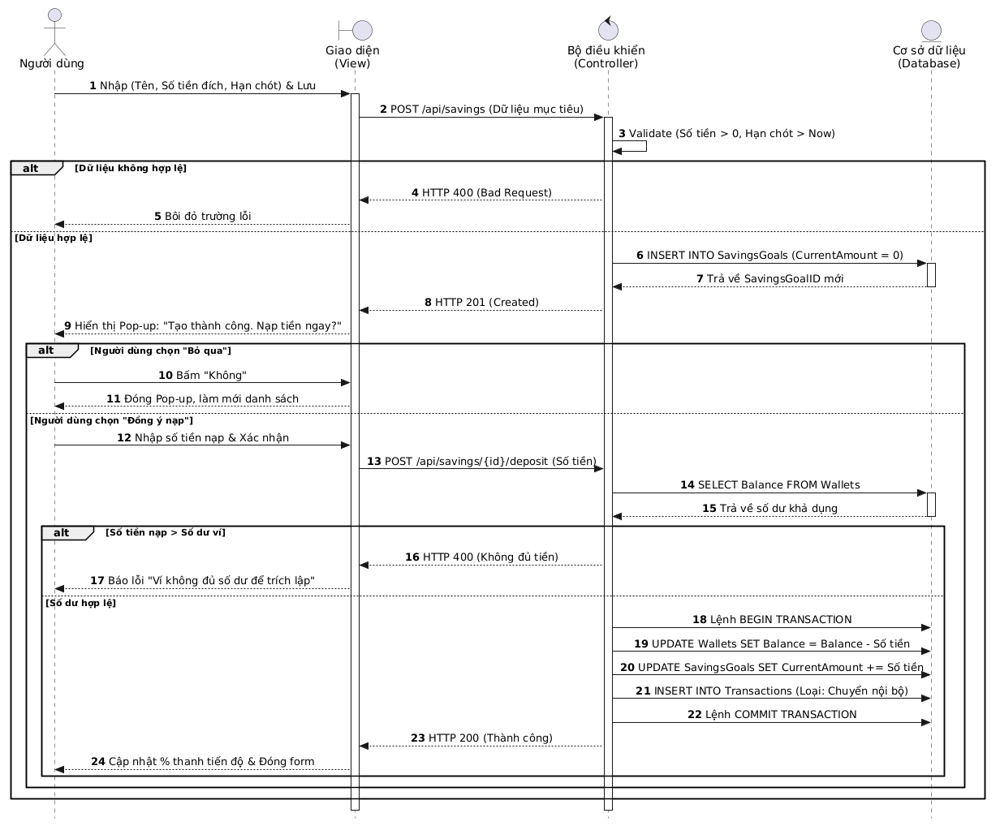 Người dùng
Giao diện
(View)
Bộ điều khiển
(Controller)
Cơ sở dữ liệu
(Database)
1 Nhập (Tên, Số tiền đích, Hạn chót) & Lưu
2 POST /api/savings (Dữ liệu mục tiêu)
3 Validate (Số tiền > 0, Hạn chót > Now)
alt [Dữ liệu không hợp lệ]
4 HTTP 400 (Bad Request)
5 Bôi đỏ trường lỗi
[Dữ liệu hợp lệ]
6 INSERT INTO SavingsGoals (CurrentAmount = 0)
7 Trả về SavingsGoalID mới
8 HTTP 201 (Created)
9 Hiển thị Pop-up: "Tạo thành công. Nạp tiền ngay?"
alt [Người dùng chọn "Bỏ qua"]
10 Bấm "Không"
11 Đóng Pop-up, làm mới danh sách
[Người dùng chọn "Đồng ý nạp"]
12 Nhập số tiền nạp & Xác nhận
13 POST /api/savings/{id}/deposit (Số tiền)
14 SELECT Balance FROM Wallets
15 Trả về số dư khả dụng
alt [Số tiền nạp > Số dư ví]
16 HTTP 400 (Không đủ tiền)
17 Báo lỗi "Ví không đủ số dư để trích lập"
[Số dư hợp lệ]
18 Lệnh BEGIN TRANSACTION
19 UPDATE Wallets SET Balance = Balance - Số tiền
20 UPDATE SavingsGoals SET CurrentAmount += Số tiền
21 INSERT INTO Transactions (Loại: Chuyển nội bộ)
22 Lệnh COMMIT TRANSACTION
23 HTTP 200 (Thành công)
24 Cập nhật % thanh tiến độ & Đóng form